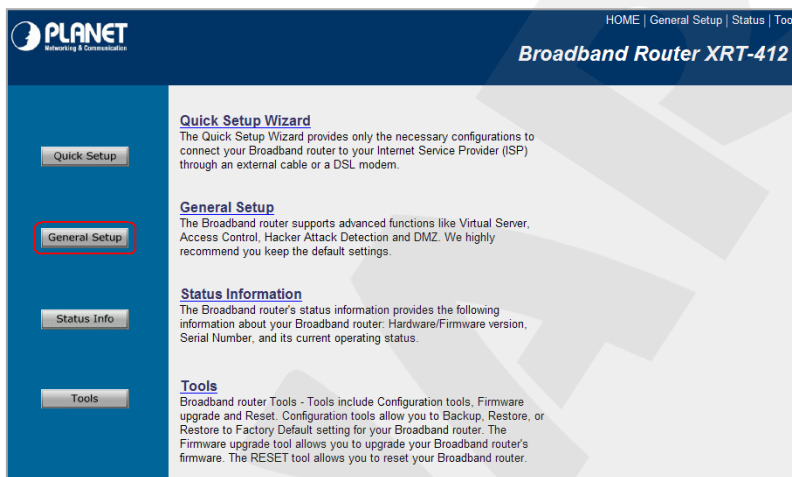 PLANET
Networking & Communication
HOME | General Setup | Status | Too
Broadband Router XRT-412
Quick Setup
General Setup
Status Info
Tools
Quick Setup Wizard
The Quick Setup Wizard provides only the necessary configurations to
connect your Broadband router to your Internet Service Provider (ISP)
through an external cable or a DSL modem.
General Setup
The Broadband router supports advanced functions like Virtual Server,
Access Control, Hacker Attack Detection and DMZ. We highly
recommend you keep the default settings.
Status Information
The Broadband router's status information provides the following
information about your Broadband router: Hardware/Firmware version,
Serial Number, and its current operating status.
Tools
Broadband router Tools - Tools include Configuration tools, Firmware
upgrade and Reset. Configuration tools allow you to Backup, Restore, or
Restore to Factory Default setting for your Broadband router. The
Firmware upgrade tool allows you to upgrade your Broadband router's
firmware. The RESET tool allows you to reset your Broadband router.